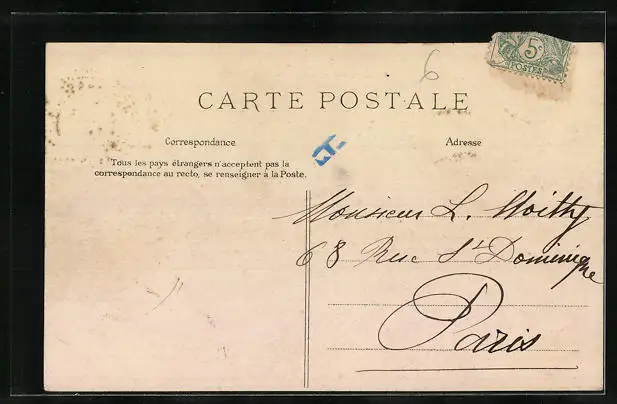 5c
POSTES
6
CARTE POSTALE
Correspondance
Adresse
Tous les pays étrangers n'acceptent pas la
correspondance au recto, se renseigner à la Poste.
Monsieur L.
68 Rue St Dominique
Paris